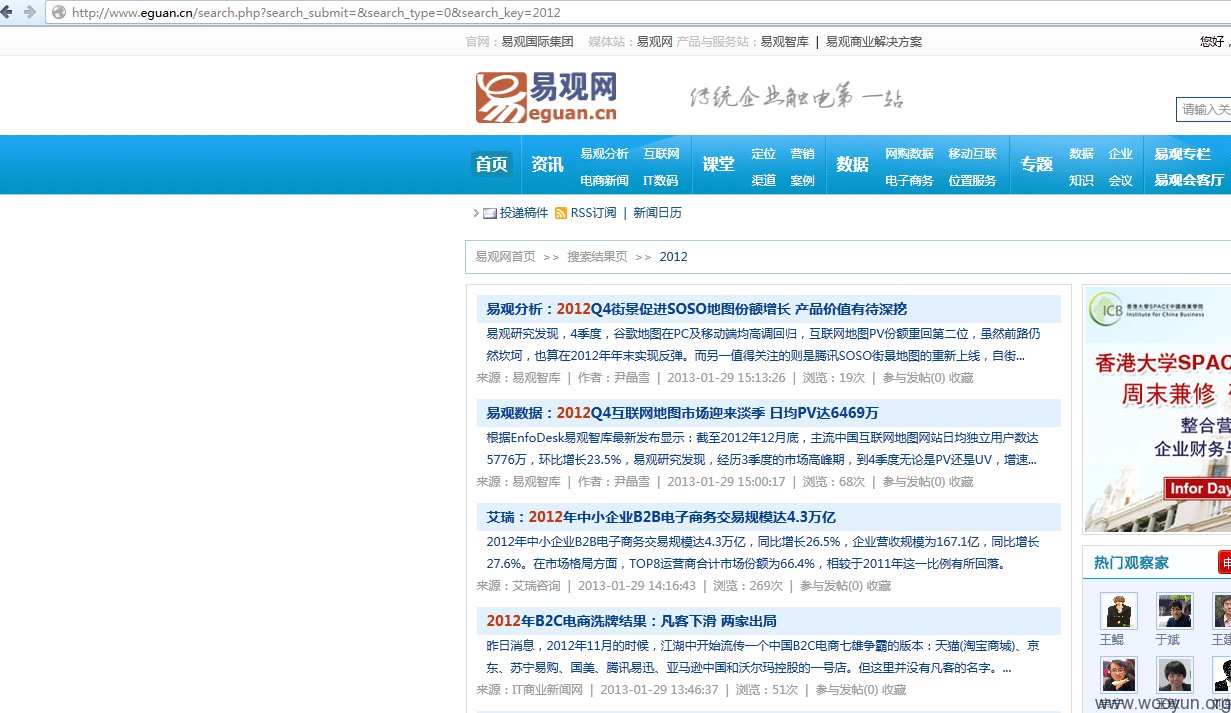 http://www.eguan.cn/search.php?search_submit=&search_type=0&search_key=2012
官网：易观国际集团 媒体站：易观网 产品与服务站：易观智库 | 易观商业解决方案 您好，
易观网
eguan.cn
传统企业触电第一站
请输入关
首页 资讯 易观分析 互联网 课堂 定位 营销 数据 网购数据 移动互联 专题 数据 企业 易观专栏
电商新闻 IT数码 渠道 案例 电子商务 位置服务 知识 会议 易观会客厅
投递稿件 RSS订阅 | 新闻日历
易观网首页 >> 搜索结果页 >> 2012
易观分析：2012Q4街景促进SOSO地图份额增长 产品价值有待深挖
易观研究发现，4季度，谷歌地图在PC及移动端均高调回归，互联网地图PV份额重回第二位，虽然前路仍
然坎坷，也算在2012年年末实现反弹。而另一值得关注的则是腾讯SOSO街景地图的重新上线，自街...
来源：易观智库 | 作者：尹晶雪 | 2013-01-29 15:13:26 | 浏览：19次 | 参与发帖(0) 收藏
易观数据：2012Q4互联网地图市场迎来淡季 日均PV达6469万
根据EnfoDesk易观智库最新发布显示：截至2012年12月底，主流中国互联网地图网站日均独立用户数达
5776万，环比增长23.5%，易观研究发现，经历3季度的市场高峰期，到4季度无论是PV还是UV，增速...
来源：易观智库 | 作者：尹晶雪 | 2013-01-29 15:00:17 | 浏览：68次 | 参与发帖(0) 收藏
艾瑞：2012年中小企业B2B电子商务交易规模达4.3万亿
2012年中小企业B2B电子商务交易规模达4.3万亿，同比增长26.5%，企业营收规模为167.1亿，同比增长
27.6%。在市场格局方面，TOP8运营商合计市场份额为66.4%，相较于2011年这一比例有所回落。
来源：艾瑞咨询 | 2013-01-29 14:16:43 | 浏览：269次 | 参与发帖(0) 收藏
2012年B2C电商洗牌结果：凡客下滑 两家出局
昨日消息，2012年11月的时候，江湖中开始流传一个中国B2C电商七雄争霸的版本：天猫(淘宝商城)、京
东、苏宁易购、国美、腾讯易迅、亚马逊中国和沃尔玛控股的一号店。但这里并没有凡客的名字。...
来源：IT商业新闻网 | 2013-01-29 13:46:37 | 浏览：51次 | 参与发帖(0) 收藏
ICB 香港大学SPACE中国商业学院
Institute for China Business
香港大学SPAC
周末兼修
整合营
企业财务与
Infor Day
热门观察家 申
王鲲 于斌 王建
www.wooyun.org